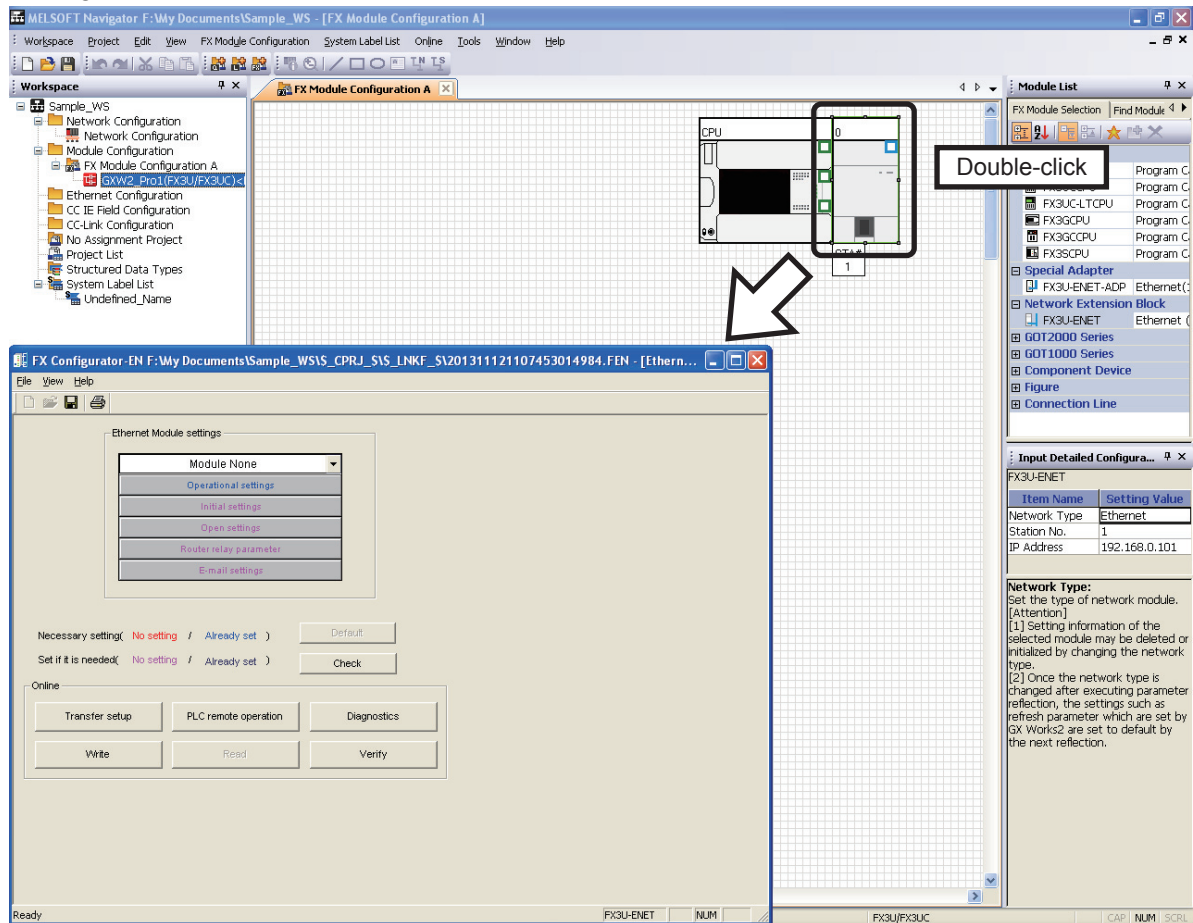 MELSOFT Navigator F:\My Documents\Sample_WS - [FX Module Configuration A]
Workspace Project Edit View FX Module Configuration System Label List Online Tools Window Help
Workspace
Sample_WS
Network Configuration
Network Configuration
Module Configuration
FX Module Configuration A
GXW2_Pro1(FX3U/FX3UC)<
Ethernet Configuration
CC IE Field Configuration
CC-Link Configuration
No Assignment Project
Project List
Structured Data Types
System Label List
Undefined_Name
FX Module Configuration A
CPU
0
STA#
1
Double-click
Module List
FX Module Selection Find Module
Program C
Program C
FX3UC-LTCPU Program C
FX3GCPU Program C
FX3GCCPU Program C
FX3SCPU Program C
Special Adapter
FX3U-ENET-ADP Ethernet(
Network Extension Block
FX3U-ENET Ethernet (
GOT2000 Series
GOT1000 Series
Component Device
Figure
Connection Line
Input Detailed Configura...
FX3U-ENET
Item Name Setting Value
Network Type Ethernet
Station No. 1
IP Address 192.168.0.101
Network Type:
Set the type of network module.
[Attention]
[1] Setting information of the
selected module may be deleted or
initialized by changing the network
type.
[2] Once the network type is
changed after executing parameter
reflection, the settings such as
refresh parameter which are set by
GX Works2 are set to default by
the next reflection.
FX Configurator-EN F:\My Documents\Sample_WS\S_CPRJ_S\S_LNKF_S\201311121107453014984.FEN - [Ethern...
File View Help
Ethernet Module settings
Module None
Operational settings
Initial settings
Open settings
Router relay parameter
E-mail settings
Necessary setting( No setting / Already set )
Default
Set if it is needed( No setting / Already set )
Check
Online
Transfer setup PLC remote operation Diagnostics
Write Read Verify
Ready FX3U-ENET NUM
FX3U/FX3UC CAP NUM SCRL